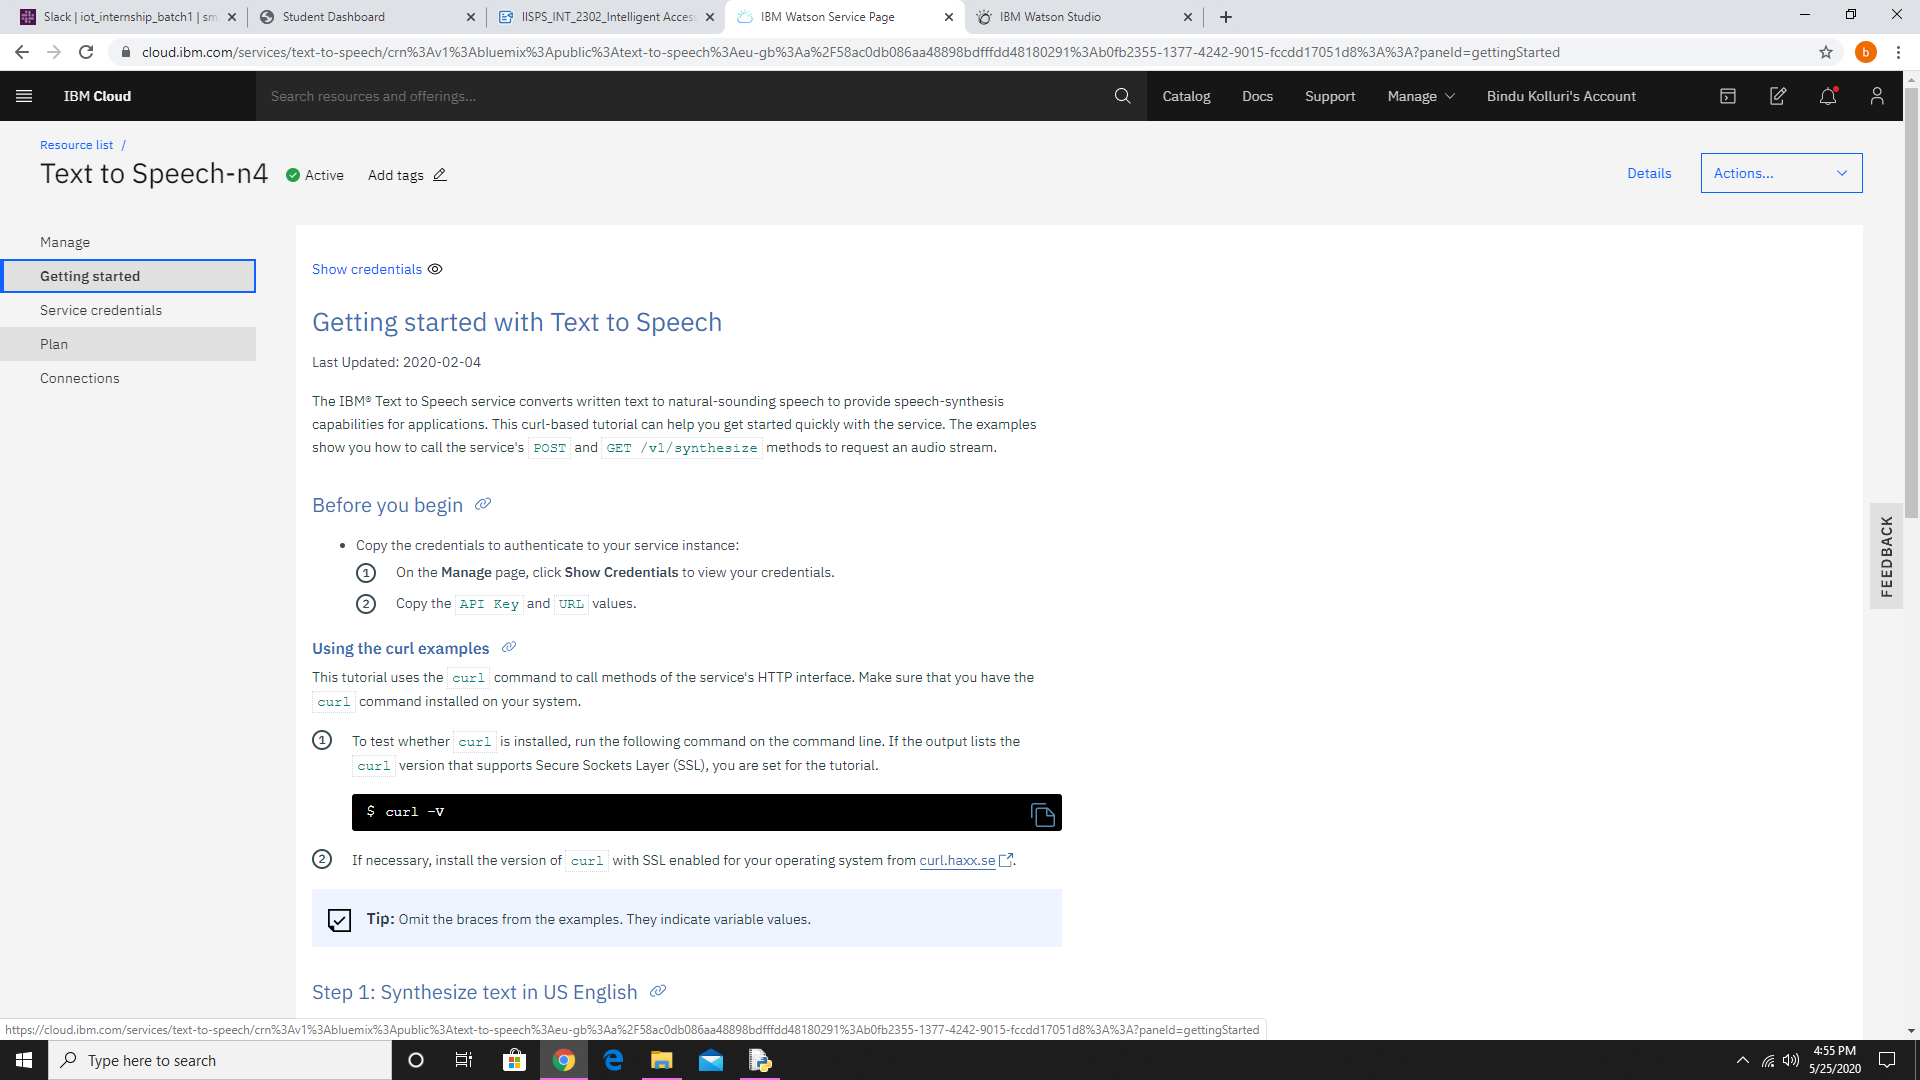 Slack | iot_internship_batch1 | sm
Student Dashboard
IISPS_INT_2302_Intelligent Access
IBM Watson Service Page
IBM Watson Studio
cloud.ibm.com/services/text-to-speech/crn%3Av1%3Abluemix%3Apublic%3Atext-to-speech%3Aeu-gb%3Aa%2F58ac0db086aa48898bdfffdd48180291%3Ab0fb2355-1377-4242-9015-fccdd17051d8%3A%3A?paneId=gettingStarted
b
IBM Cloud
Search resources and offerings...
Catalog
Docs
Support
Manage
Bindu Kolluri's Account
Resource list /
Text to Speech-n4
Active
Add tags
Details
Actions...
Manage
Getting started
Service credentials
Plan
Connections
Show credentials
Getting started with Text to Speech
Last Updated: 2020-02-04
The IBM® Text to Speech service converts written text to natural-sounding speech to provide speech-synthesis
capabilities for applications. This curl-based tutorial can help you get started quickly with the service. The examples
show you how to call the service's POST and GET /v1/synthesize methods to request an audio stream.
Before you begin
• Copy the credentials to authenticate to your service instance:
1 On the Manage page, click Show Credentials to view your credentials.
2 Copy the API Key and URL values.
Using the curl examples
This tutorial uses the curl command to call methods of the service's HTTP interface. Make sure that you have the
curl command installed on your system.
1 To test whether curl is installed, run the following command on the command line. If the output lists the
curl version that supports Secure Sockets Layer (SSL), you are set for the tutorial.
$ curl -V
2 If necessary, install the version of curl with SSL enabled for your operating system from curl.haxx.se.
Tip: Omit the braces from the examples. They indicate variable values.
Step 1: Synthesize text in US English
FEEDBACK
https://cloud.ibm.com/services/text-to-speech/crn%3Av1%3Abluemix%3Apublic%3Atext-to-speech%3Aeu-gb%3Aa%2F58ac0db086aa48898bdfffdd48180291%3Ab0fb2355-1377-4242-9015-fccdd17051d8%3A%3A?paneId=gettingStarted
Type here to search
4:55 PM
5/25/2020